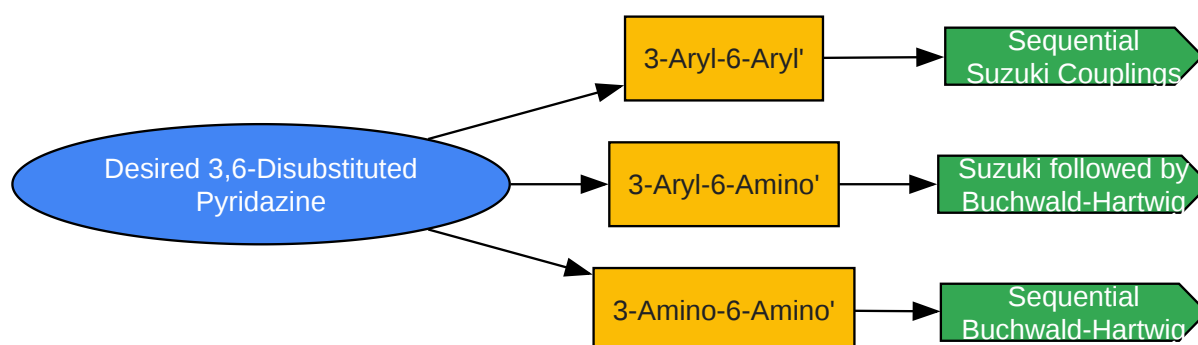 Desired 3,6-Disubstituted
Pyridazine
3-Aryl-6-Aryl'
Sequential
Suzuki Couplings
3-Aryl-6-Amino'
Suzuki followed by
Buchwald-Hartwig
3-Amino-6-Amino'
Sequential
Buchwald-Hartwig